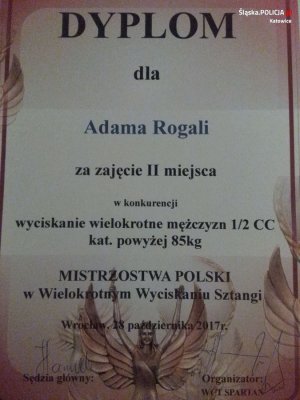 Śląska.POLICJA.PL
Katowice
DYPLOM
dla
Adama Rogali
za zajęcie II miejsca
w konkurencji
wyciskanie wielokrotne mężczyzn 1/2 CC
kat. powyżej 85kg
MISTRZOSTWA POLSKI
w Wielokrotnym Wyciskaniu Sztangi
Wrocław, 28 października 2017r.
Sędzia główny:
Organizator:
WCT SPARTAN